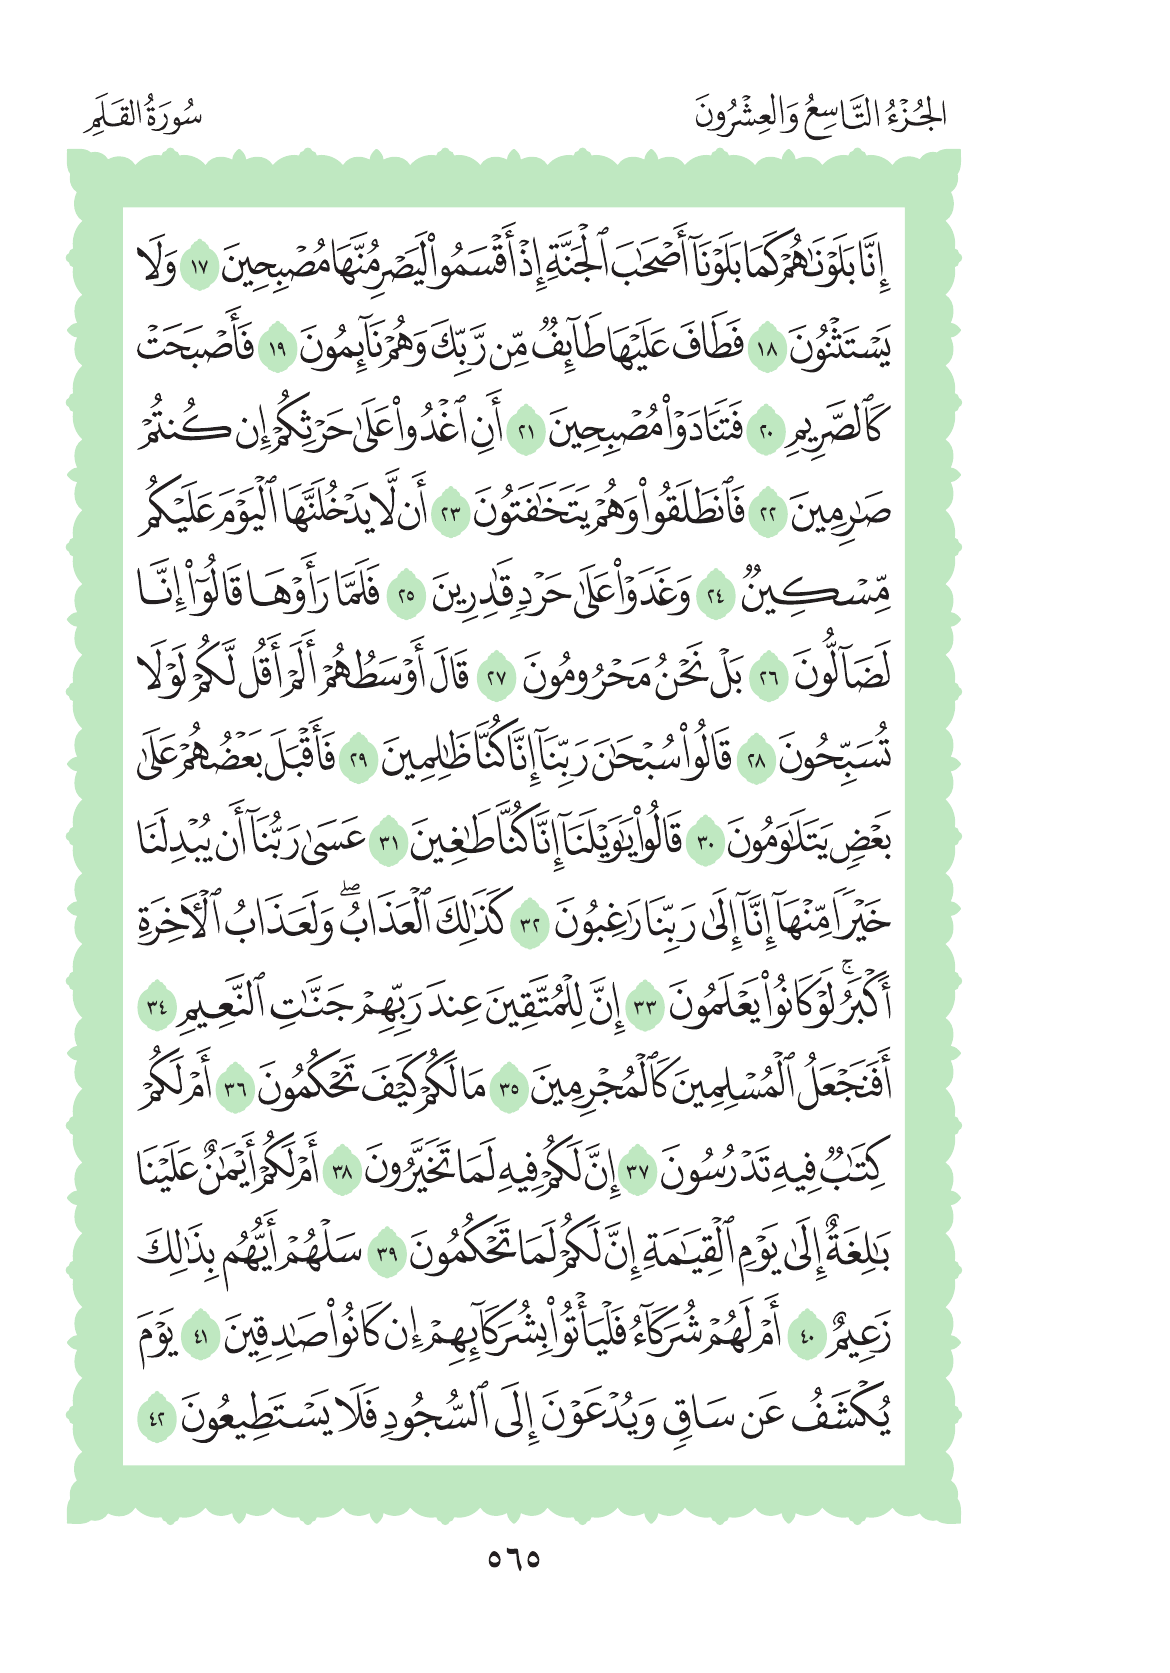 الجُزْءُ التَّاسِعُ وَالعِشْرُونَ
سُورَةُ القَلَمِ
إِنَّا بَلَوْنَٰهُمْ كَمَا بَلَوْنَآ أَصْحَٰبَ ٱلْجَنَّةِ إِذْ أَقْسَمُوا۟ لَيَصْرِمُنَّهَا مُصْبِحِينَ ١٧ وَلَا
يَسْتَثْنُونَ ١٨ فَطَافَ عَلَيْهَا طَآئِفٌ مِّن رَّبِّكَ وَهُمْ نَآئِمُونَ ١٩ فَأَصْبَحَتْ
كَٱلصَّرِيمِ ٢٠ فَتَنَادَوْا۟ مُصْبِحِينَ ٢١ أَنِ ٱغْدُوا۟ عَلَىٰ حَرْثِكُمْ إِن كُنتُمْ
صَٰرِمِينَ ٢٢ فَٱنطَلَقُوا۟ وَهُمْ يَتَخَٰفَتُونَ ٢٣ أَن لَّا يَدْخُلَنَّهَا ٱلْيَوْمَ عَلَيْكُم
مِّسْكِينٌ ٢٤ وَغَدَوْا۟ عَلَىٰ حَرْدٍ قَٰدِرِينَ ٢٥ فَلَمَّا رَأَوْهَا قَالُوٓا۟ إِنَّا
لَضَآلُّونَ ٢٦ بَلْ نَحْنُ مَحْرُومُونَ ٢٧ قَالَ أَوْسَطُهُمْ أَلَمْ أَقُل لَّكُمْ لَوْلَا
تُسَبِّحُونَ ٢٨ قَالُوا۟ سُبْحَٰنَ رَبِّنَآ إِنَّا كُنَّا ظَٰلِمِينَ ٢٩ فَأَقْبَلَ بَعْضُهُمْ عَلَىٰ
بَعْضٍ يَتَلَٰوَمُونَ ٣٠ قَالُوا۟ يَٰوَيْلَنَآ إِنَّا كُنَّا طَٰغِينَ ٣١ عَسَىٰ رَبُّنَآ أَن يُبْدِلَنَا
خَيْرًا مِّنْهَآ إِنَّآ إِلَىٰ رَبِّنَا رَٰغِبُونَ ٣٢ كَذَٰلِكَ ٱلْعَذَابُ ۖ وَلَعَذَابُ ٱلْءَاخِرَةِ
أَكْبَرُ ۚ لَوْ كَانُوا۟ يَعْلَمُونَ ٣٣ إِنَّ لِلْمُتَّقِينَ عِندَ رَبِّهِمْ جَنَّٰتِ ٱلنَّعِيمِ ٣٤
أَفَنَجْعَلُ ٱلْمُسْلِمِينَ كَٱلْمُجْرِمِينَ ٣٥ مَا لَكُمْ كَيْفَ تَحْكُمُونَ ٣٦ أَمْ لَكُمْ
كِتَٰبٌ فِيهِ تَدْرُسُونَ ٣٧ إِنَّ لَكُمْ فِيهِ لَمَا تَخَيَّرُونَ ٣٨ أَمْ لَكُمْ أَيْمَٰنٌ عَلَيْنَا
بَٰلِغَةٌ إِلَىٰ يَوْمِ ٱلْقِيَٰمَةِ إِنَّ لَكُمْ لَمَا تَحْكُمُونَ ٣٩ سَلْهُمْ أَيُّهُم بِذَٰلِكَ
زَعِيمٌ ٤٠ أَمْ لَهُمْ شُرَكَآءُ فَلْيَأْتُوا۟ بِشُرَكَآئِهِمْ إِن كَانُوا۟ صَٰدِقِينَ ٤١ يَوْمَ
يُكْشَفُ عَن سَاقٍ وَيُدْعَوْنَ إِلَى ٱلسُّجُودِ فَلَا يَسْتَطِيعُونَ ٤٢
٥٦٥